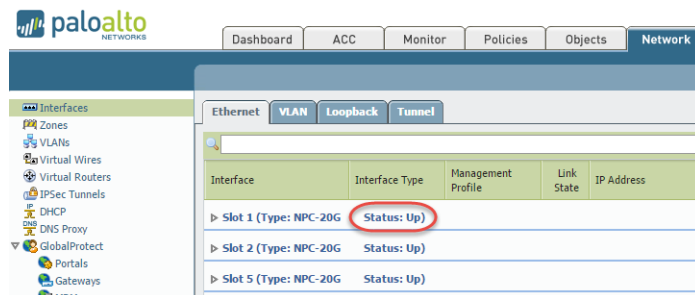 paloalto
NETWORKS
Dashboard ACC Monitor Policies Objects Network
Interfaces
Zones
VLANs
Virtual Wires
Virtual Routers
IPSec Tunnels
DHCP
DNS Proxy
GlobalProtect
Portals
Gateways
Ethernet VLAN Loopback Tunnel
Interface Interface Type Management Profile Link State IP Address
Slot 1 (Type: NPC-20G Status: Up)
Slot 2 (Type: NPC-20G Status: Up)
Slot 5 (Type: NPC-20G Status: Up)